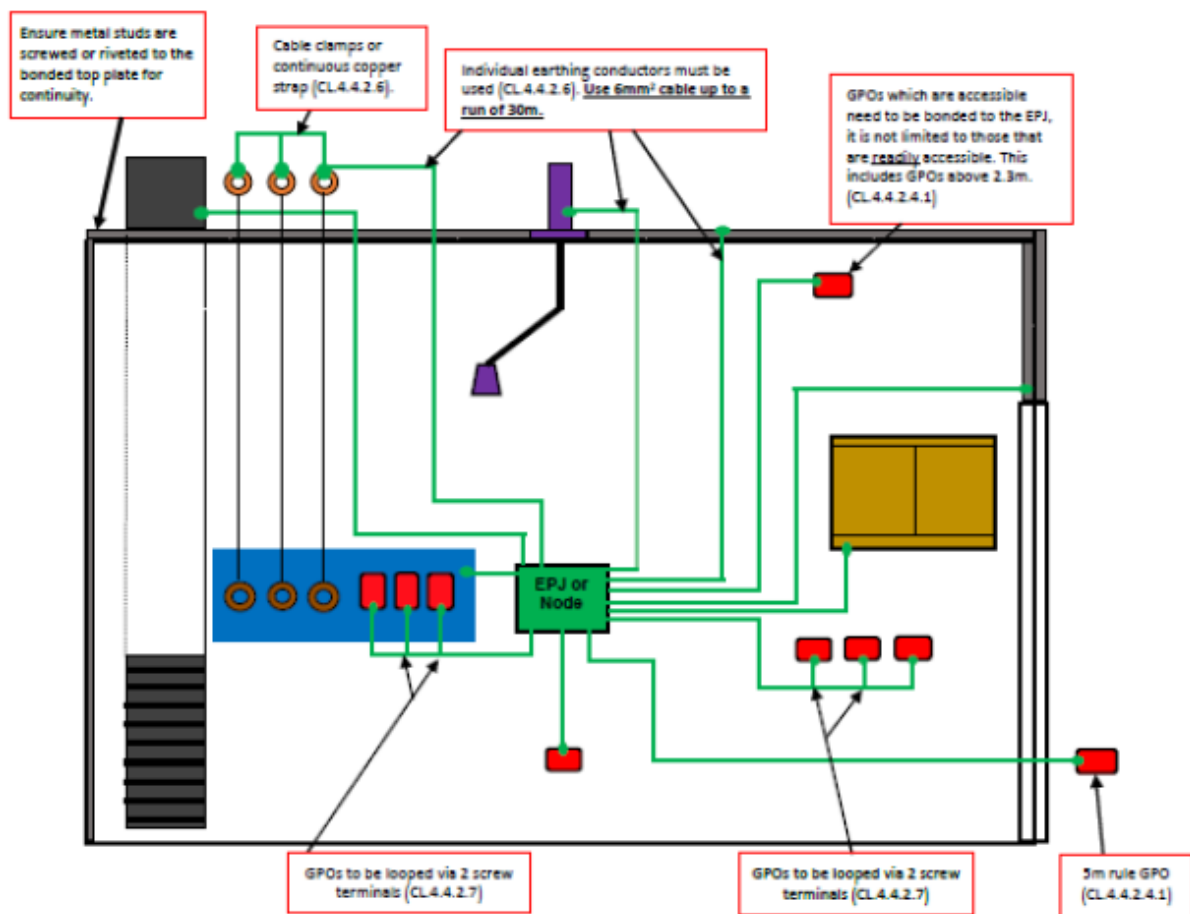 Ensure metal studs are
screwed or riveted to the
bonded top plate for
continuity.
Cable clamps or
continuous copper
strap (CL.4.4.2.6).
Individual earthing conductors must be
used (CL.4.4.2.6). Use 6mm² cable up to a
run of 30m.
GPOs which are accessible
need to be bonded to the EPJ,
it is not limited to those that
are readily accessible. This
includes GPOs above 2.3m.
(CL.4.4.2.4.1)
EPJ or
Node
GPOs to be looped via 2 screw
terminals (CL.4.4.2.7)
GPOs to be looped via 2 screw
terminals (CL.4.4.2.7)
5m rule GPO
(CL.4.4.2.4.1)